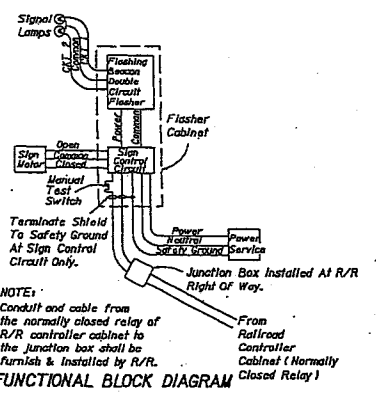 Signal
Lamps
CKT 2
Common
CKT 1
Flashing
Beacon
Double
Circuit
Flasher
Power
Common
Flasher
Cabinet
Sign
Motor
Open
Common
Closed
Sign
Control
Circuit
Manual
Test
Switch
Terminate Shield
To Safety Ground
At Sign Control
Circuit Only.
Power
Neutral
Safety Ground
Power
Service
Junction Box Installed At R/R
Right OF Way.
NOTE:
Conduit and cable from
the normally closed relay of
R/R controller cabinet to
the junction box shall be
furnish & installed by R/R.
From
Railroad
Controller
Cabinet (Normally
Closed Relay)
FUNCTIONAL BLOCK DIAGRAM